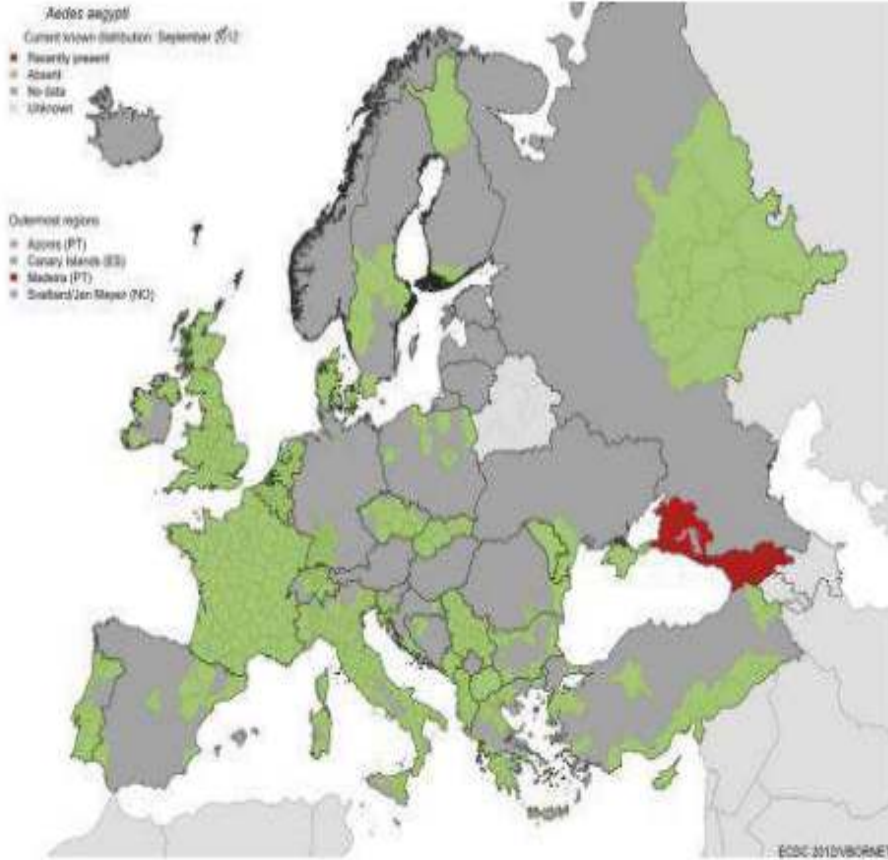 Aedes aegypti
Current known distribution: September 2012
Recently present
Absent
No data
Unknown
Outermost regions
Azores (PT)
Canary Islands (ES)
Madeira (PT)
Svalbard/Jan Mayen (NO)
ECDC 2012/VBORNET